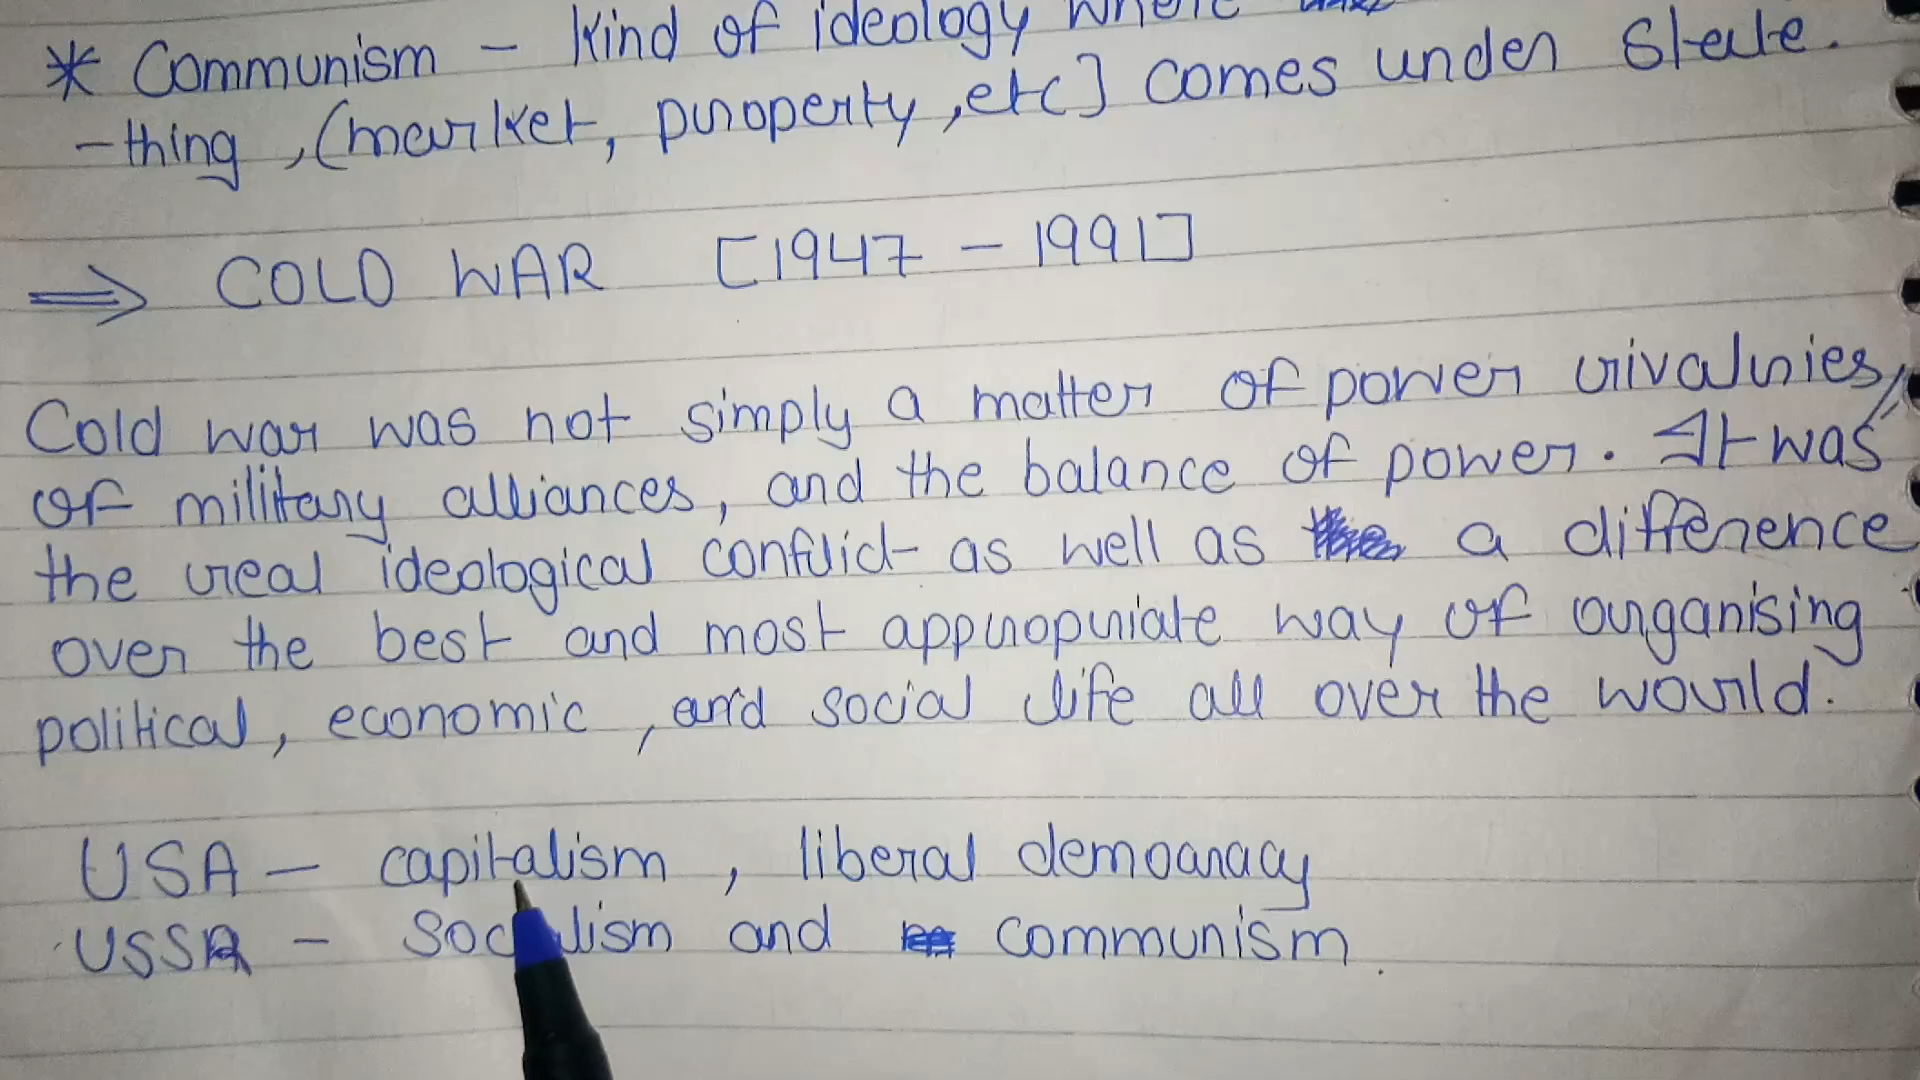 * Communism - kind of ideology where
-thing, (market, property, etc] comes under state.
⇒ COLD WAR [1947 - 1991]
Cold war was not simply a matter of power rivalries,
of military alliances, and the balance of power. It was
the real ideological conflict as well as a difference
over the best and most appropriate way of organising
political, economic, and social life all over the world.
USA - capitalism, liberal democracy
USSR - Socialism and communism.